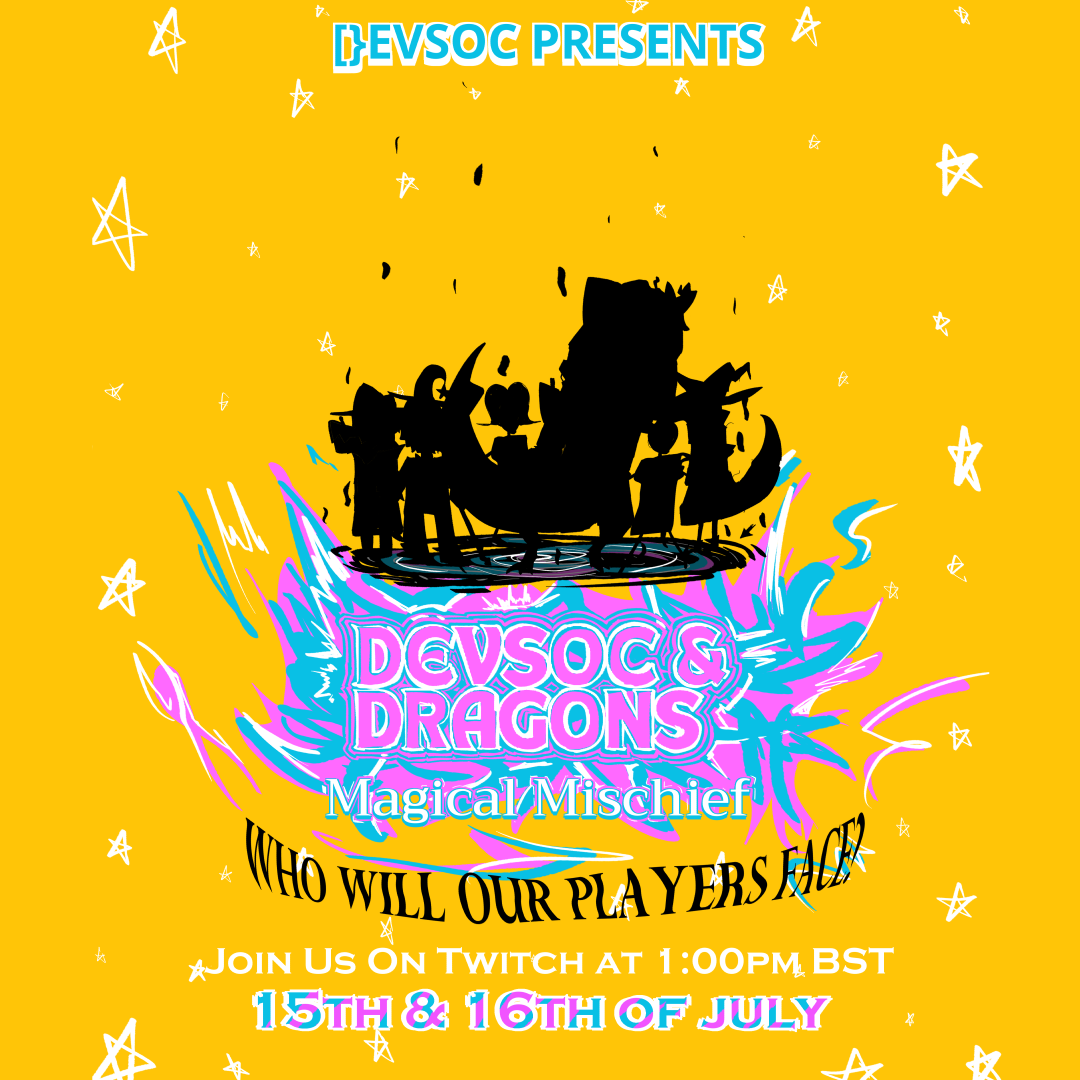 [}EVSOC PRESENTS
DEVSOC &
DRAGONS
Magical Mischief
WHO WILL OUR PLAYERS FACE?
Join Us On Twitch at 1:00pm BST
15th & 16th of July